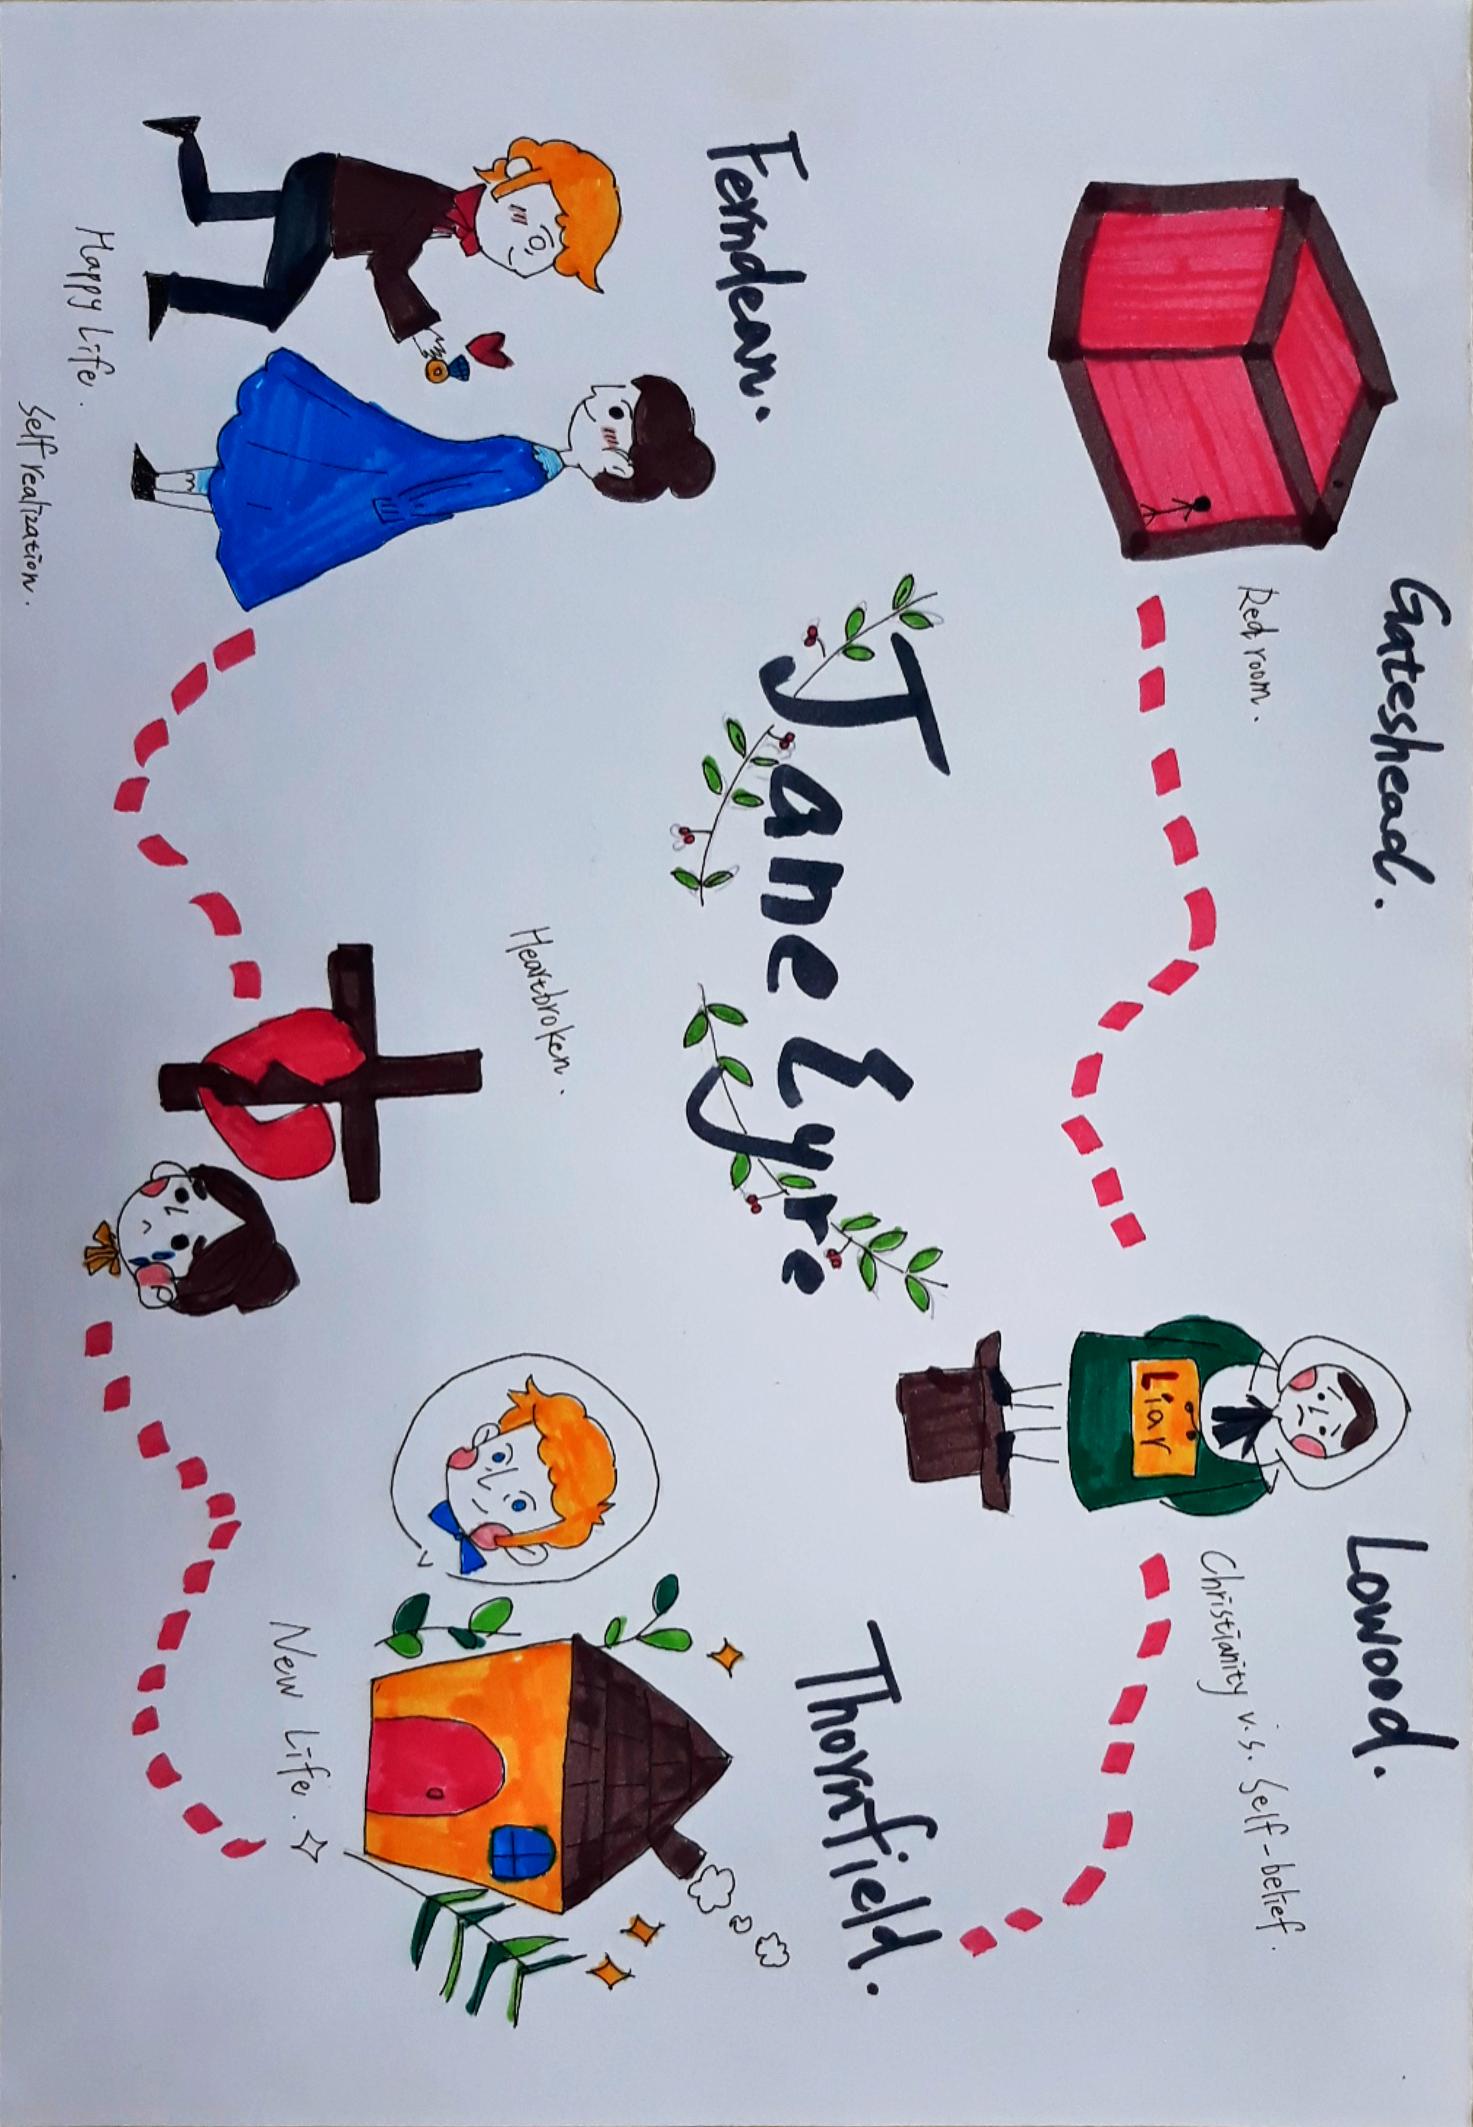 Gateshead.
Red room.
Lowood.
Christianity v.s. Self-belief.
Liar
Jane Eyre
Thornfield.
New Life.
Heartbroken.
Ferndean.
Happy Life.
Self realization.